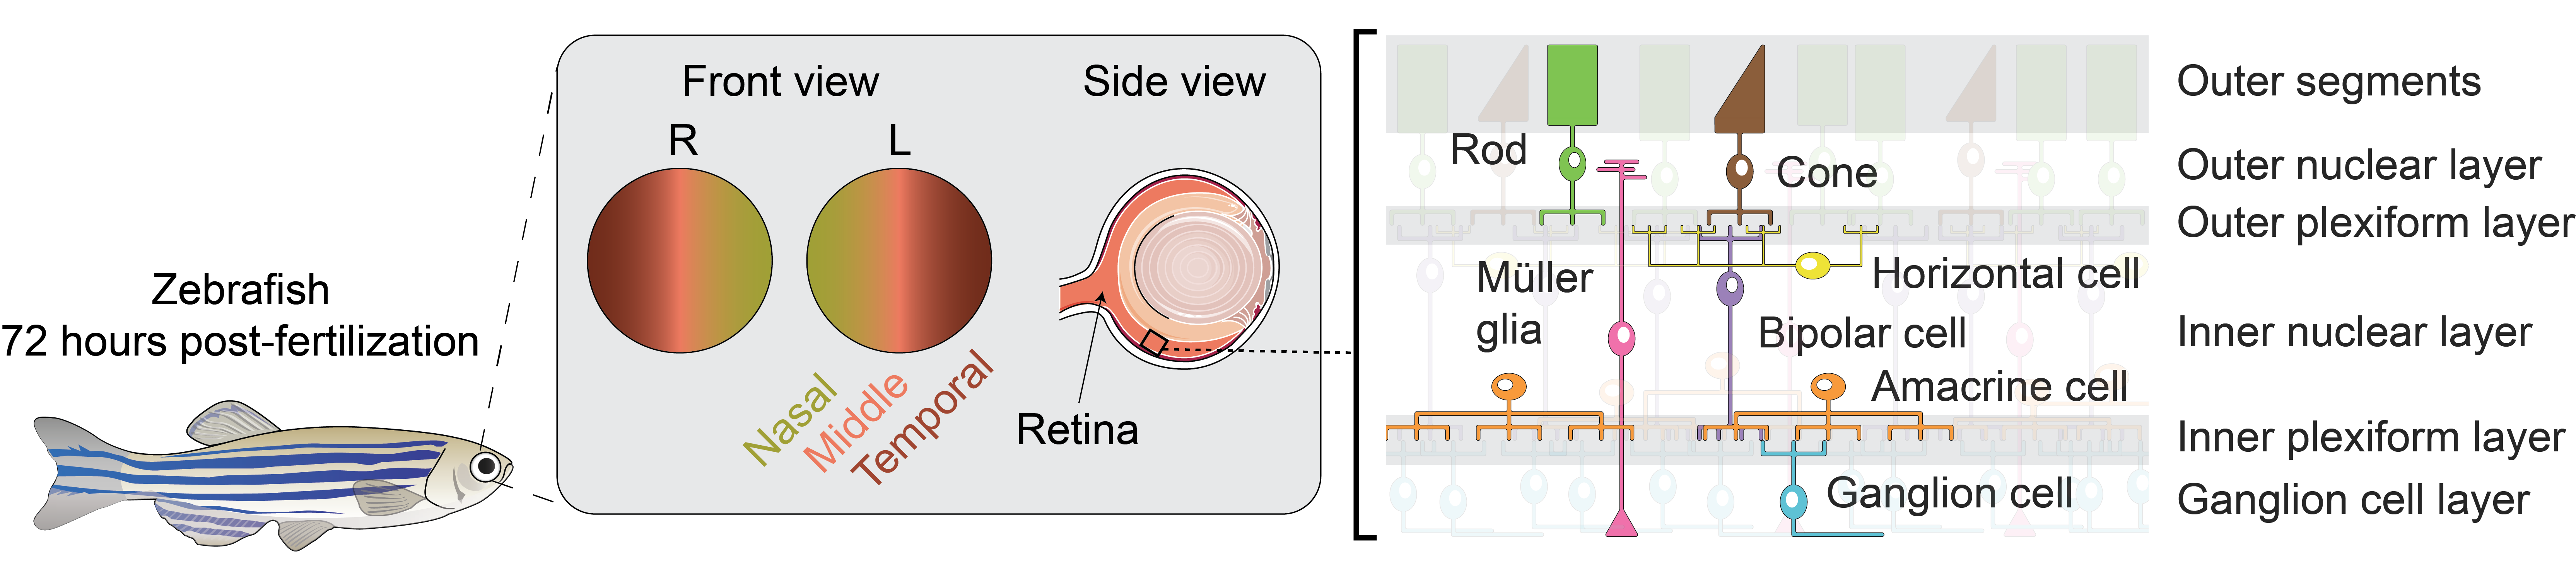 Zebrafish
72 hours post-fertilization
Front view
R
L
Nasal
Middle
Temporal
Side view
Retina
Rod
Cone
Müller
glia
Horizontal cell
Bipolar cell
Amacrine cell
Ganglion cell
Outer segments
Outer nuclear layer
Outer plexiform layer
Inner nuclear layer
Inner plexiform layer
Ganglion cell layer